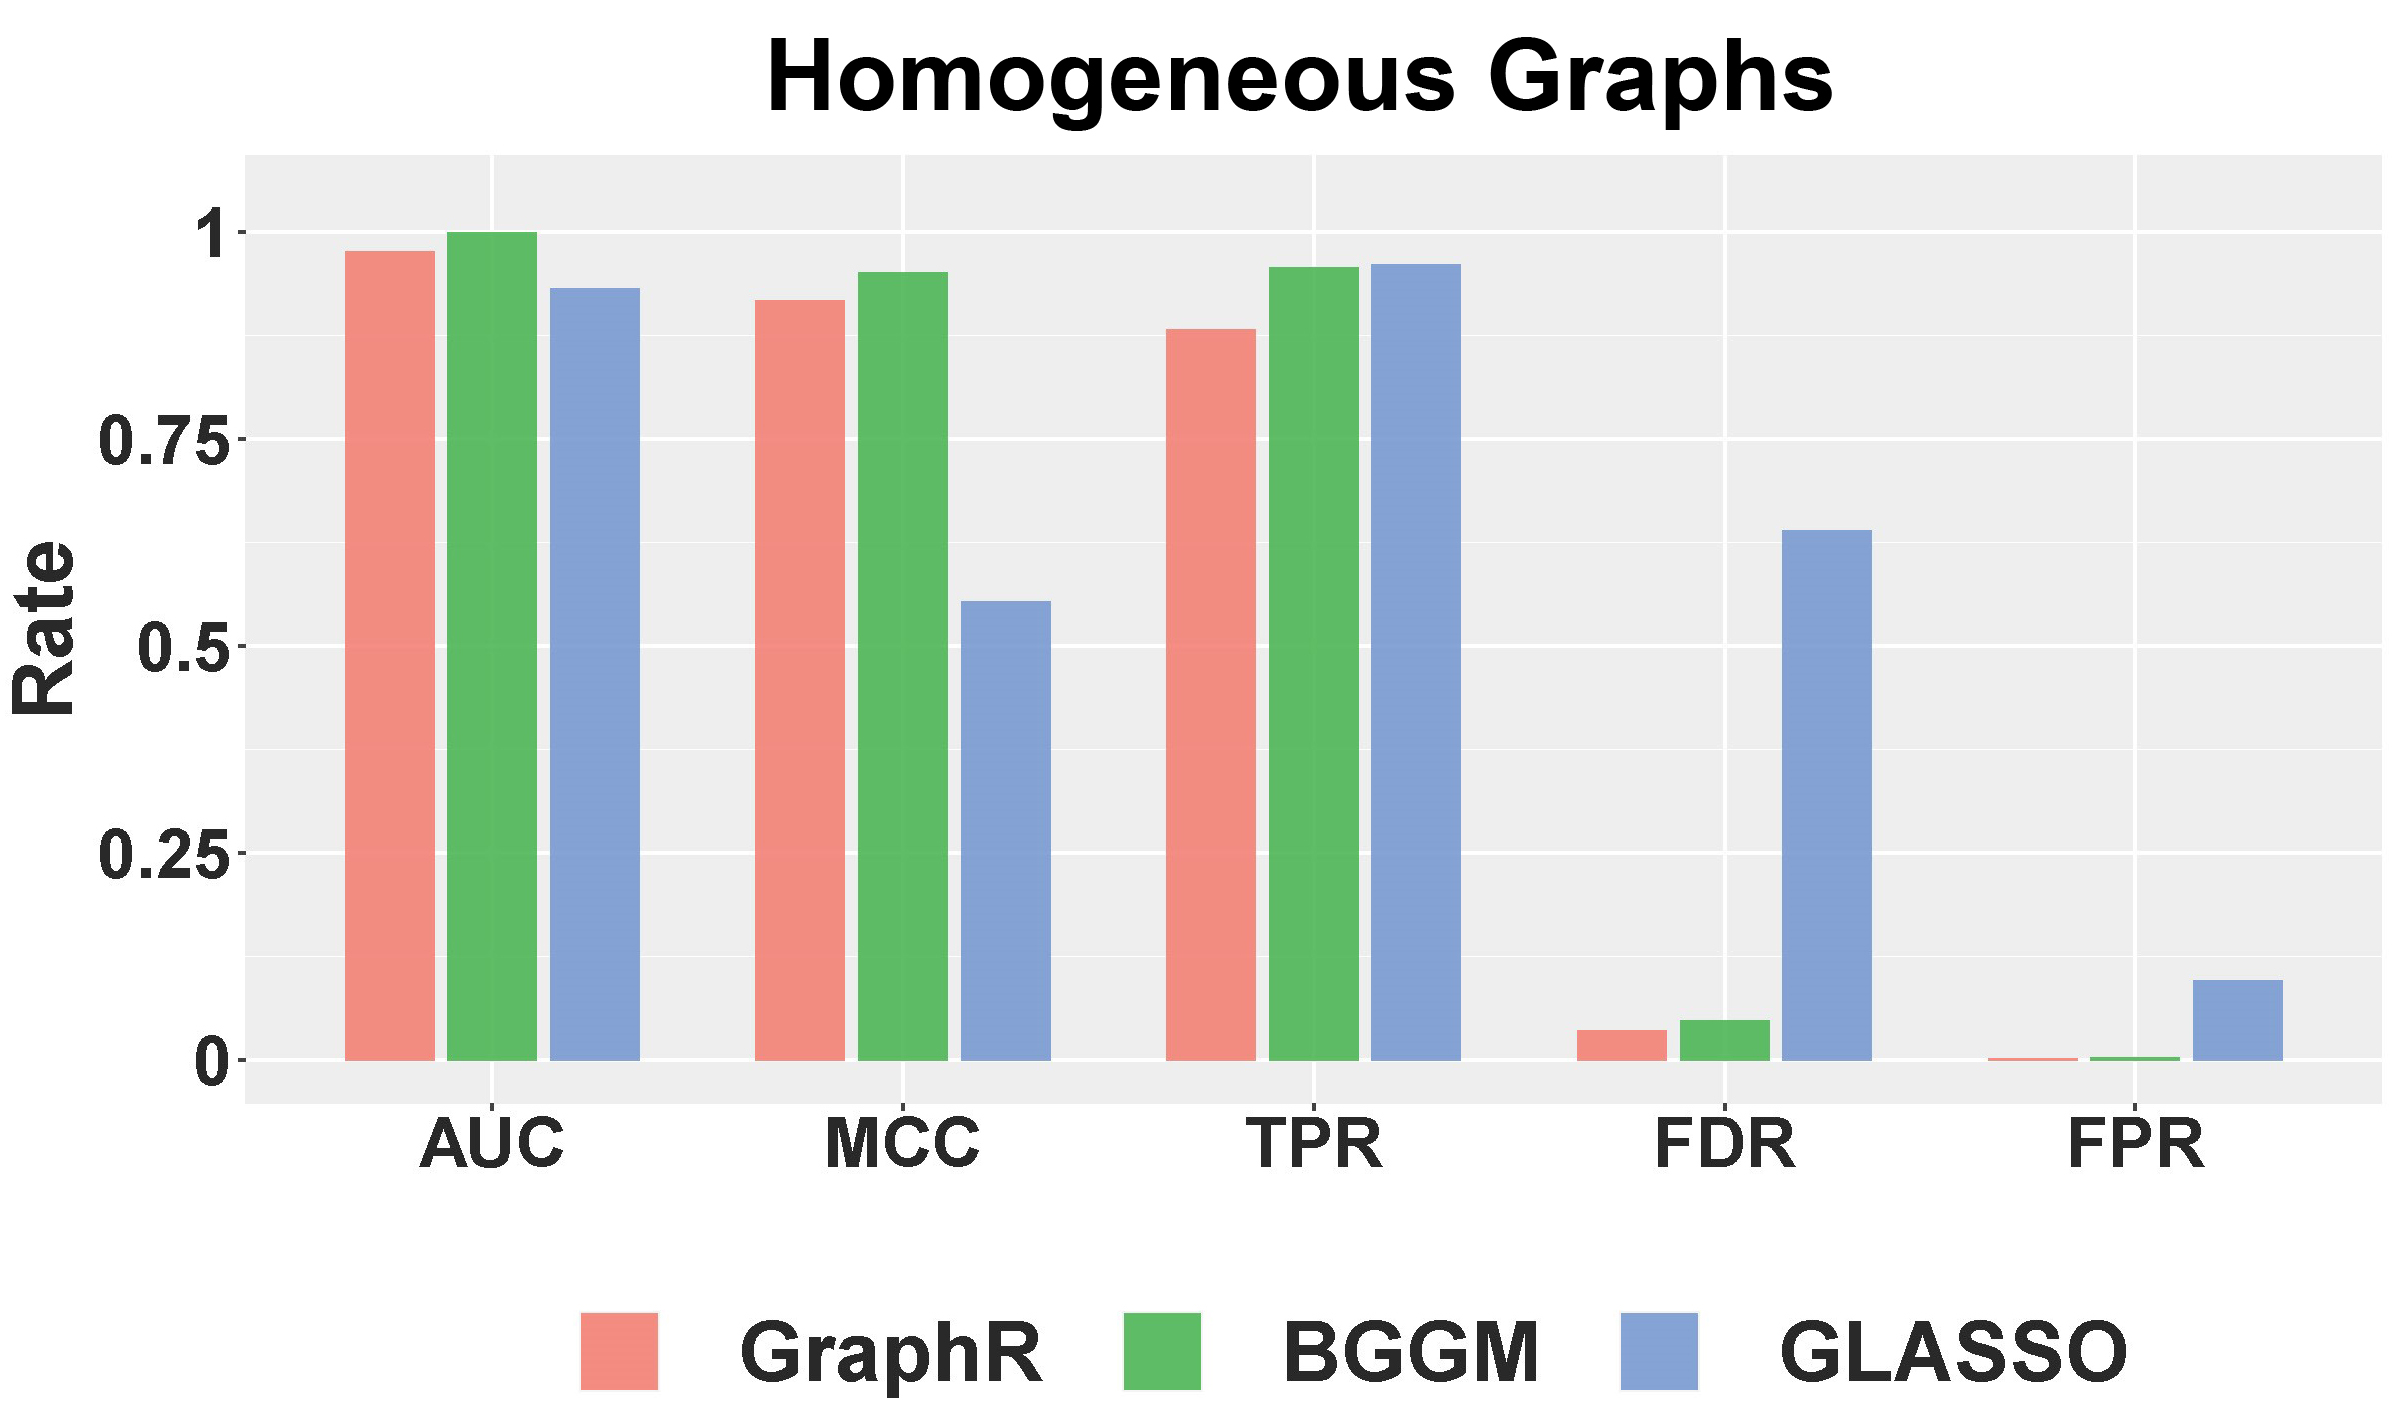 Homogeneous Graphs
Rate
1
0.75
0.5
0.25
0
AUC MCC TPR FDR FPR
GraphR BGGM GLASSO